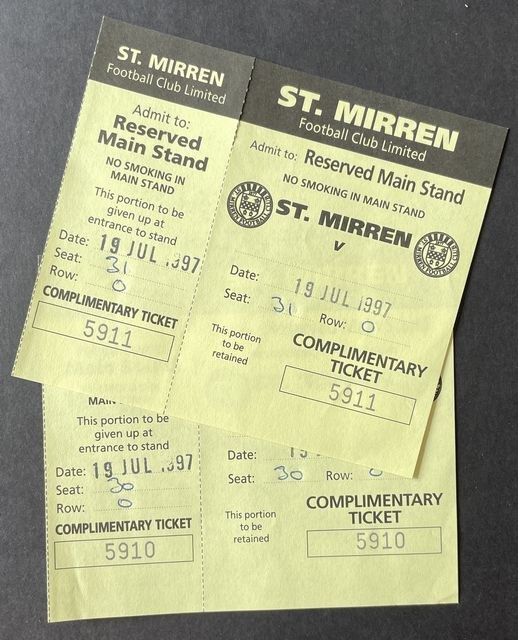 ST. MIRREN
Football Club Limited
Admit to:
Reserved
Main Stand
NO SMOKING IN
MAIN STAND
This portion to be
given up at
entrance to stand
Date: 19 JUL 1997
Seat: 31
Row: O
COMPLIMENTARY TICKET
5911
ST. MIRREN
Football Club Limited
Admit to: Reserved Main Stand
NO SMOKING IN MAIN STAND
ST. MIRREN
v
Date: 19 JUL 1997
Seat: 31 Row: O
This portion
to be
retained
COMPLIMENTARY
TICKET
5911
This portion to be
given up at
entrance to stand
Date: 19 JUL 1997
Seat: 30
Row: O
COMPLIMENTARY TICKET
5910
Date:
Seat: 30 Row: O
This portion
to be
retained
COMPLIMENTARY
TICKET
5910